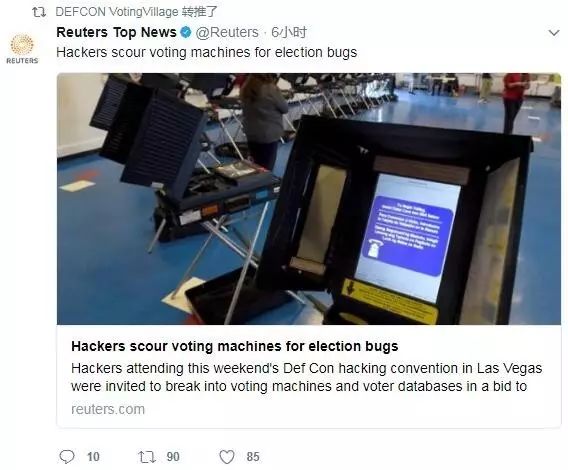 DEFCON VotingVillage 转推了
Reuters Top News @Reuters · 6小时
REUTERS
Hackers scour voting machines for election bugs
Hackers scour voting machines for election bugs
Hackers attending this weekend's Def Con hacking convention in Las Vegas
were invited to break into voting machines and voter databases in a bid to
reuters.com
10 90 85